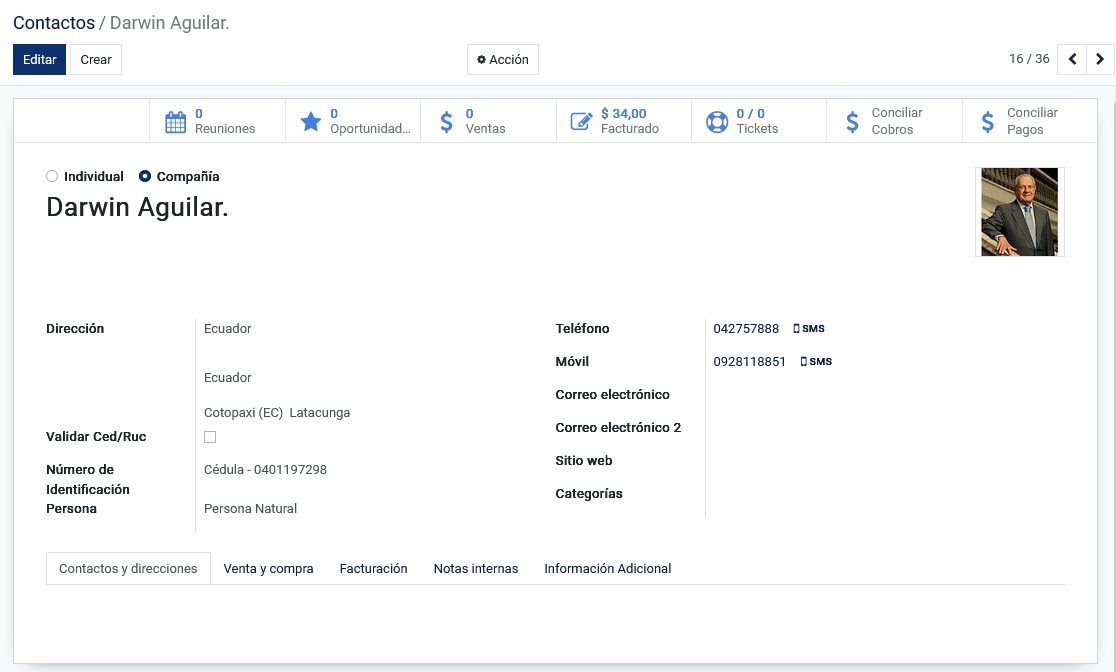 Contactos / Darwin Aguilar.
Editar Crear Acción 16 / 36
0 Reuniones
0 Oportunidad...
0 Ventas
$ 34,00 Facturado
0 / 0 Tickets
Conciliar Cobros
Conciliar Pagos
Individual Compañía
Darwin Aguilar.
Dirección Ecuador
Ecuador
Cotopaxi (EC) Latacunga
Validar Ced/Ruc
Número de Identificación Cédula - 0401197298
Persona Persona Natural
Teléfono 042757888 SMS
Móvil 0928118851 SMS
Correo electrónico
Correo electrónico 2
Sitio web
Categorías
Contactos y direcciones Venta y compra Facturación Notas internas Información Adicional